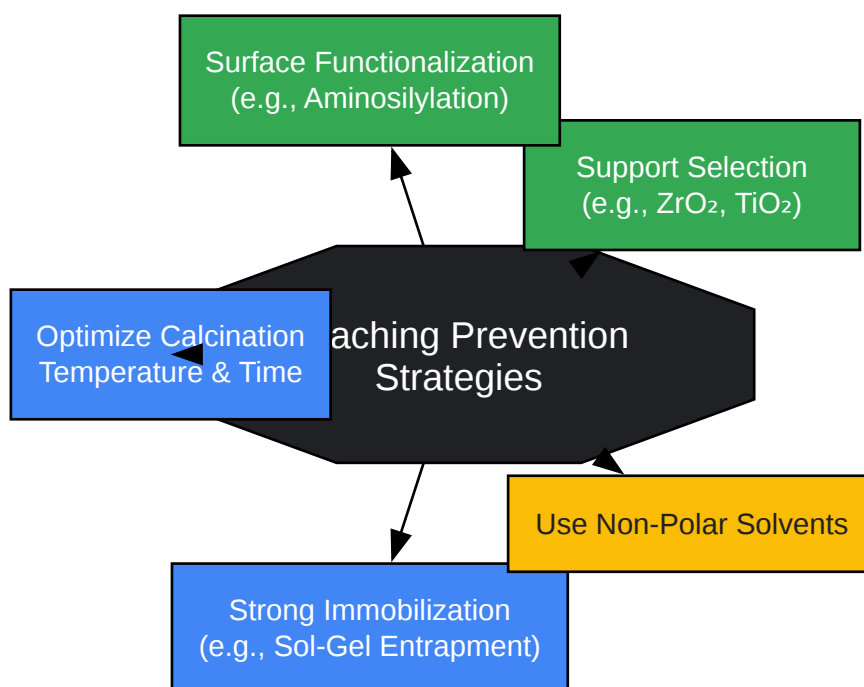 Surface Functionalization
(e.g., Aminosilylation)
Support Selection
(e.g., ZrO₂, TiO₂)
Optimize Calcination
Temperature & Time
aching Prevention
Strategies
Use Non-Polar Solvents
Strong Immobilization
(e.g., Sol-Gel Entrapment)